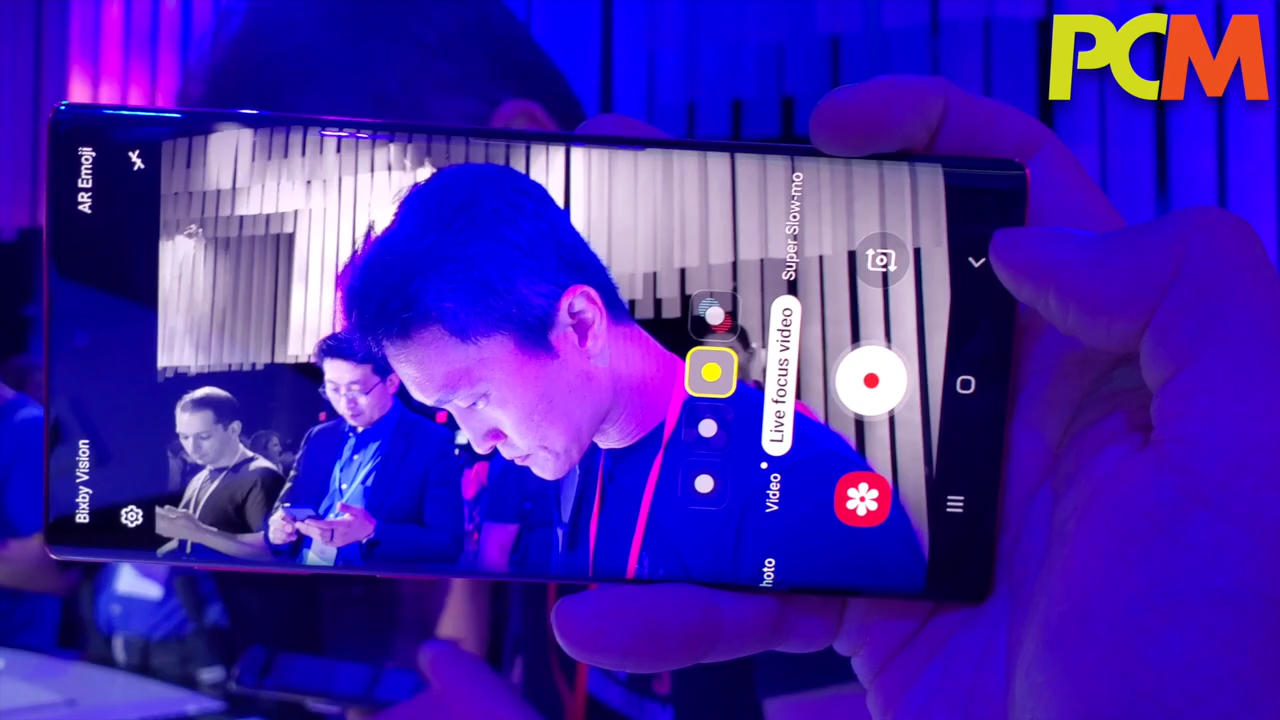 PCM
AR Emoji
Bixby Vision
Super Slow-mo
Live focus video
Video
hoto